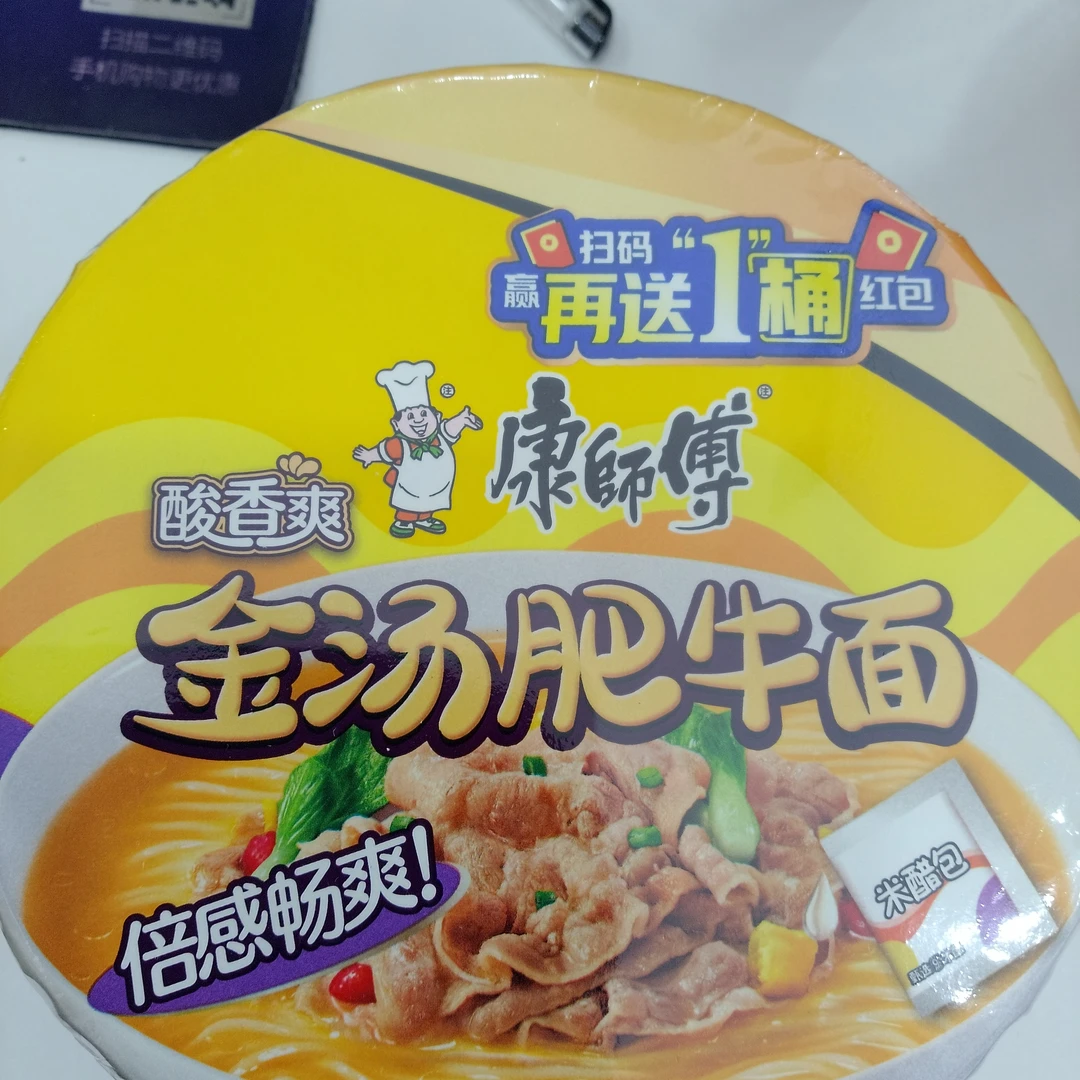 扫描二维码
手机购物更优惠
扫码
赢再送“1”桶红包
康師傅
酸香爽
金汤肥牛面
倍感畅爽!
米醋包